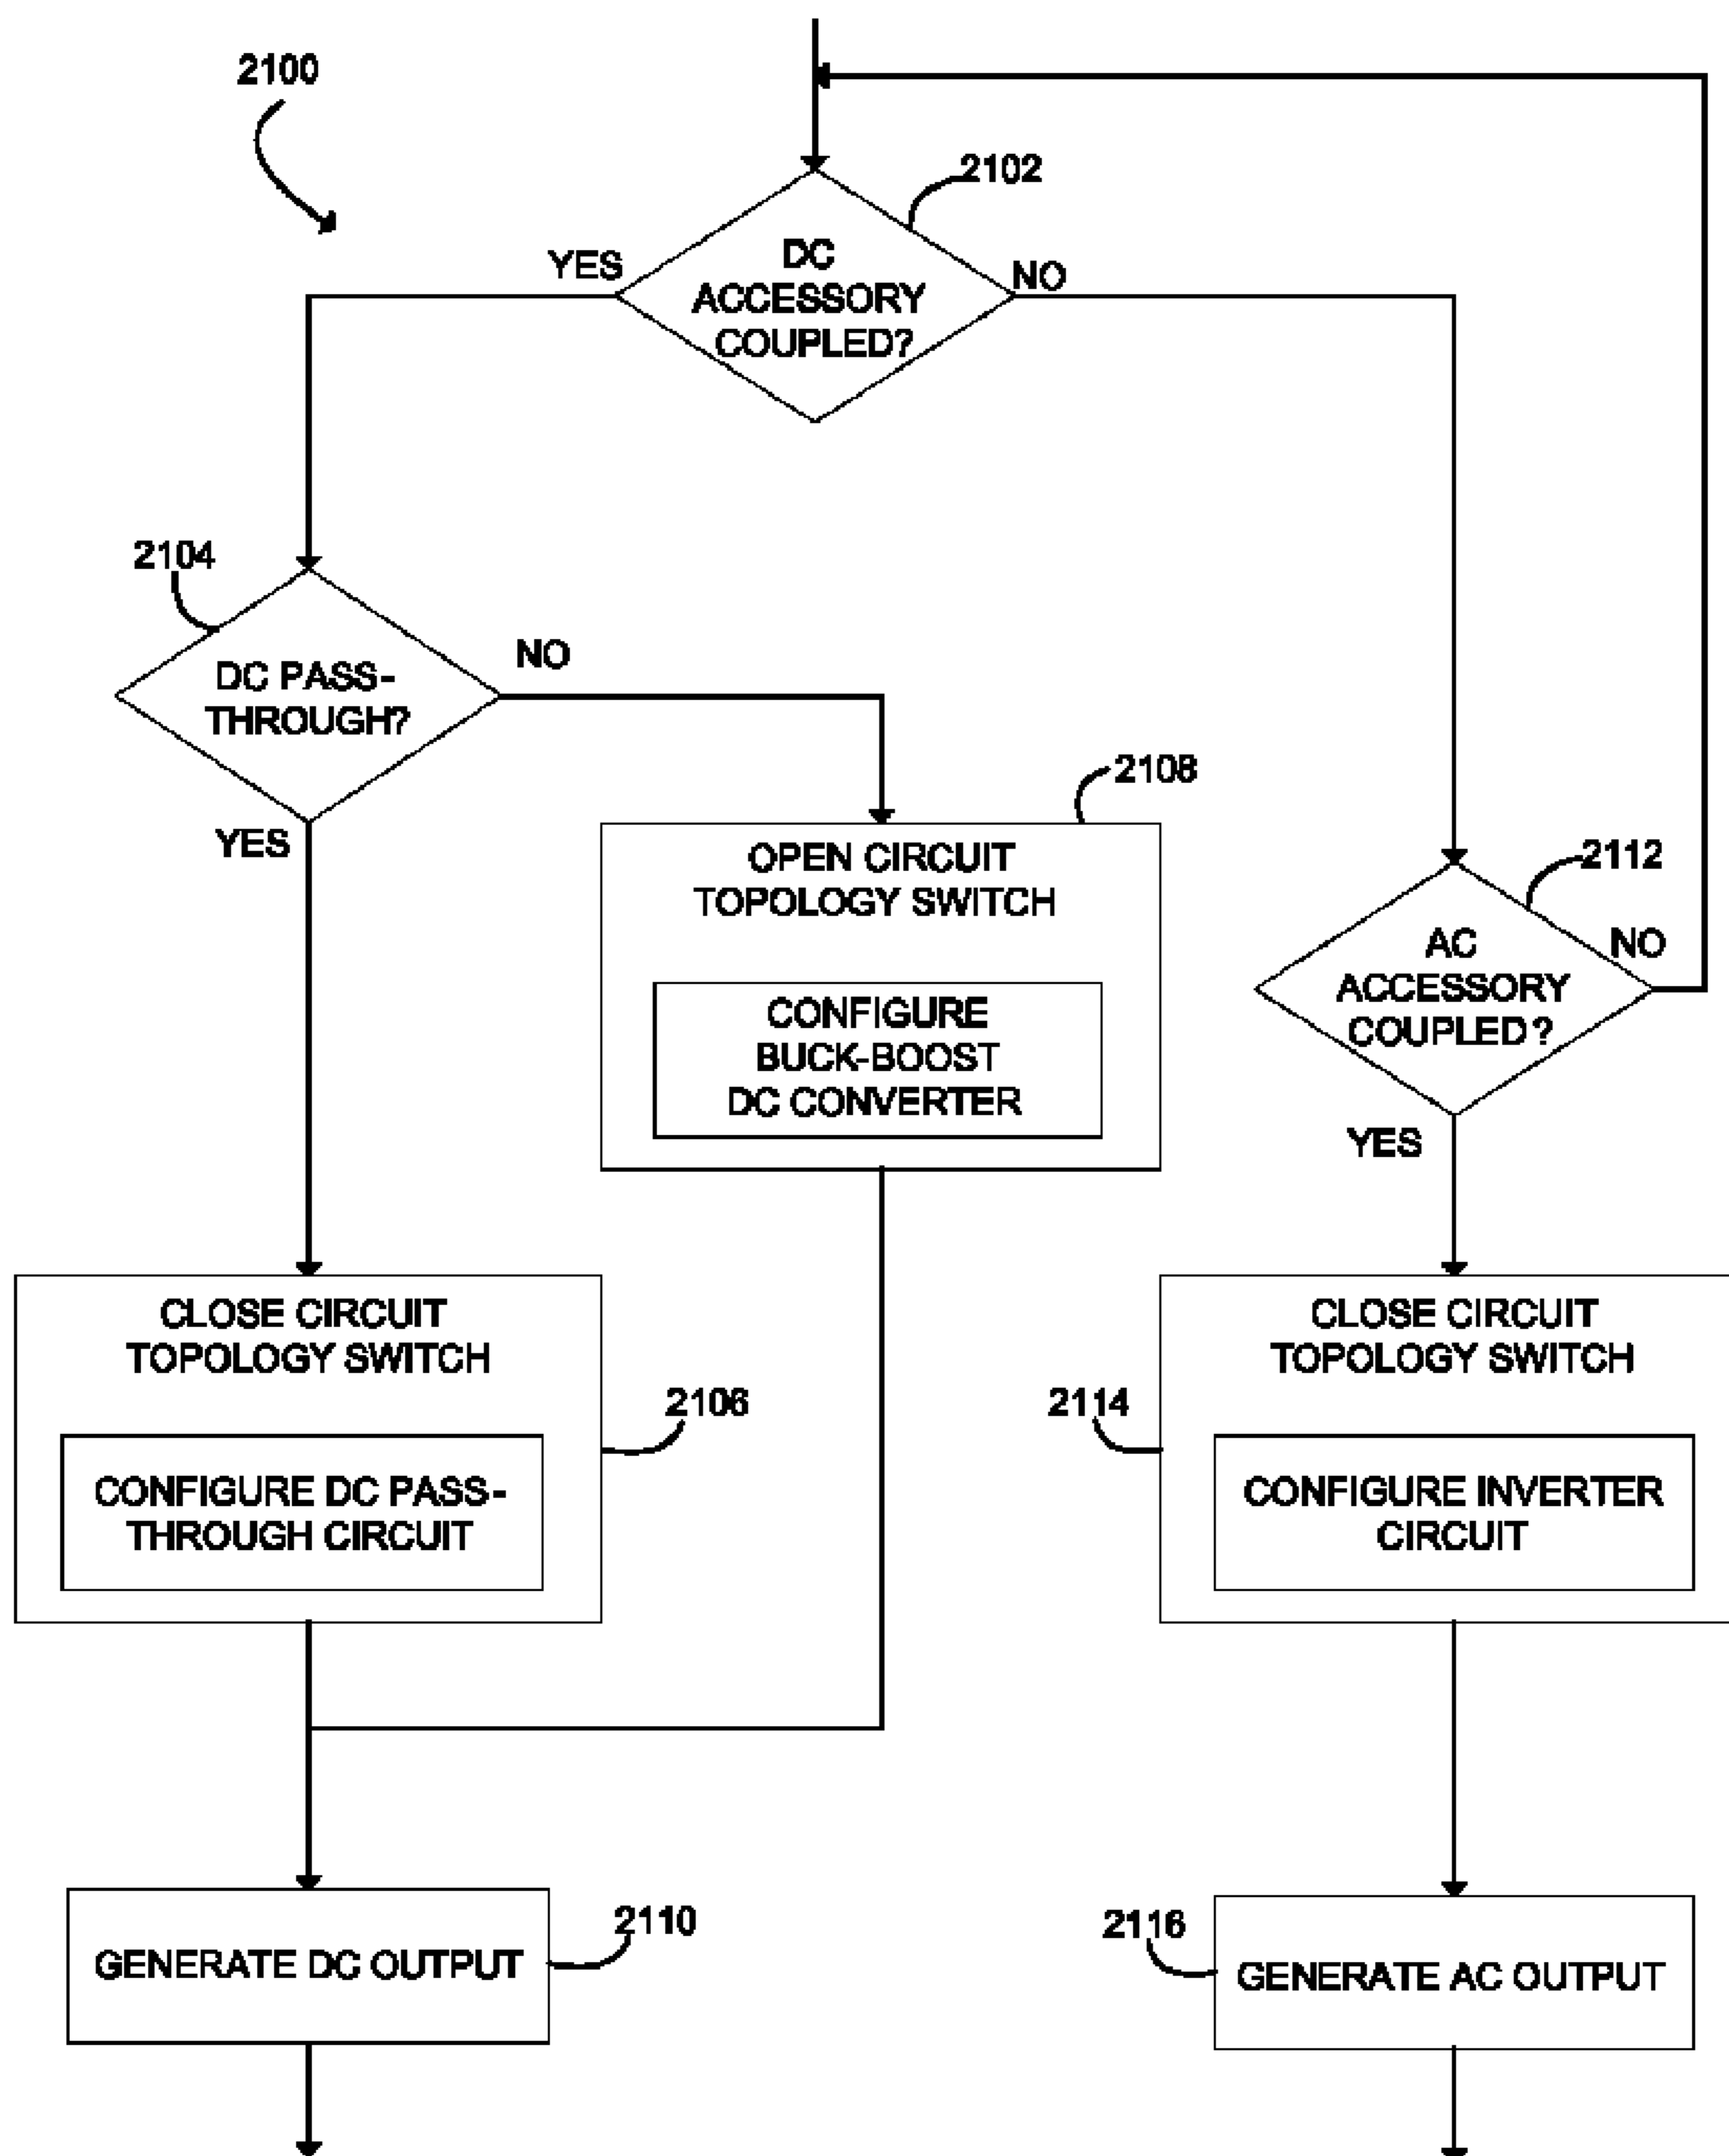 2100
2102
YES
DC
ACCESSORY
COUPLED?
NO
2104
DC PASS-
THROUGH?
NO
YES
2108
OPEN CIRCUIT
TOPOLOGY SWITCH
CONFIGURE
BUCK-BOOST
DC CONVERTER
2112
AC
ACCESSORY
COUPLED?
NO
YES
CLOSE CIRCUIT
TOPOLOGY SWITCH
2106
CONFIGURE DC PASS-
THROUGH CIRCUIT
CLOSE CIRCUIT
TOPOLOGY SWITCH
2114
CONFIGURE INVERTER
CIRCUIT
GENERATE DC OUTPUT
2110
2116
GENERATE AC OUTPUT